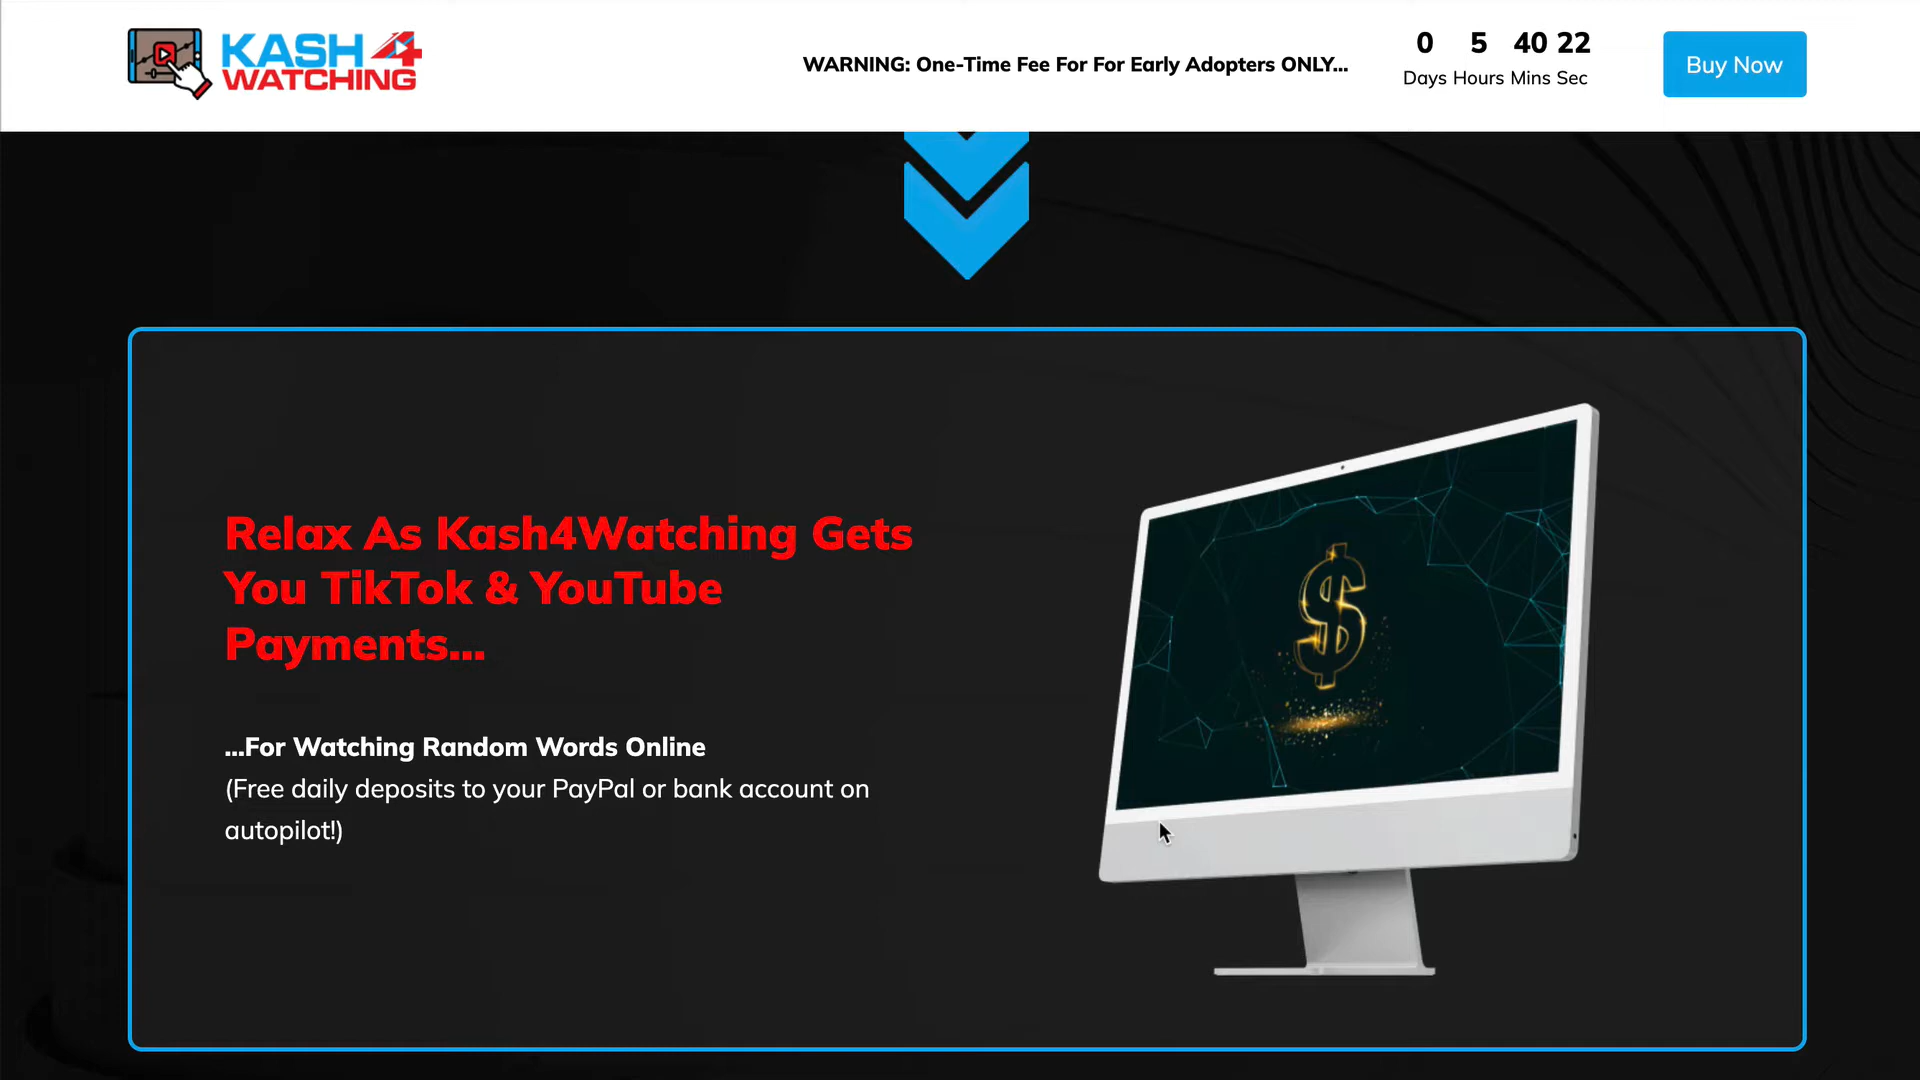 KASH 4
WATCHING
WARNING: One-Time Fee For For Early Adopters ONLY...
0 5 40 22
Days Hours Mins Sec
Buy Now
Relax As Kash4Watching Gets
You TikTok & YouTube
Payments...
...For Watching Random Words Online
(Free daily deposits to your PayPal or bank account on
autopilot!)
$